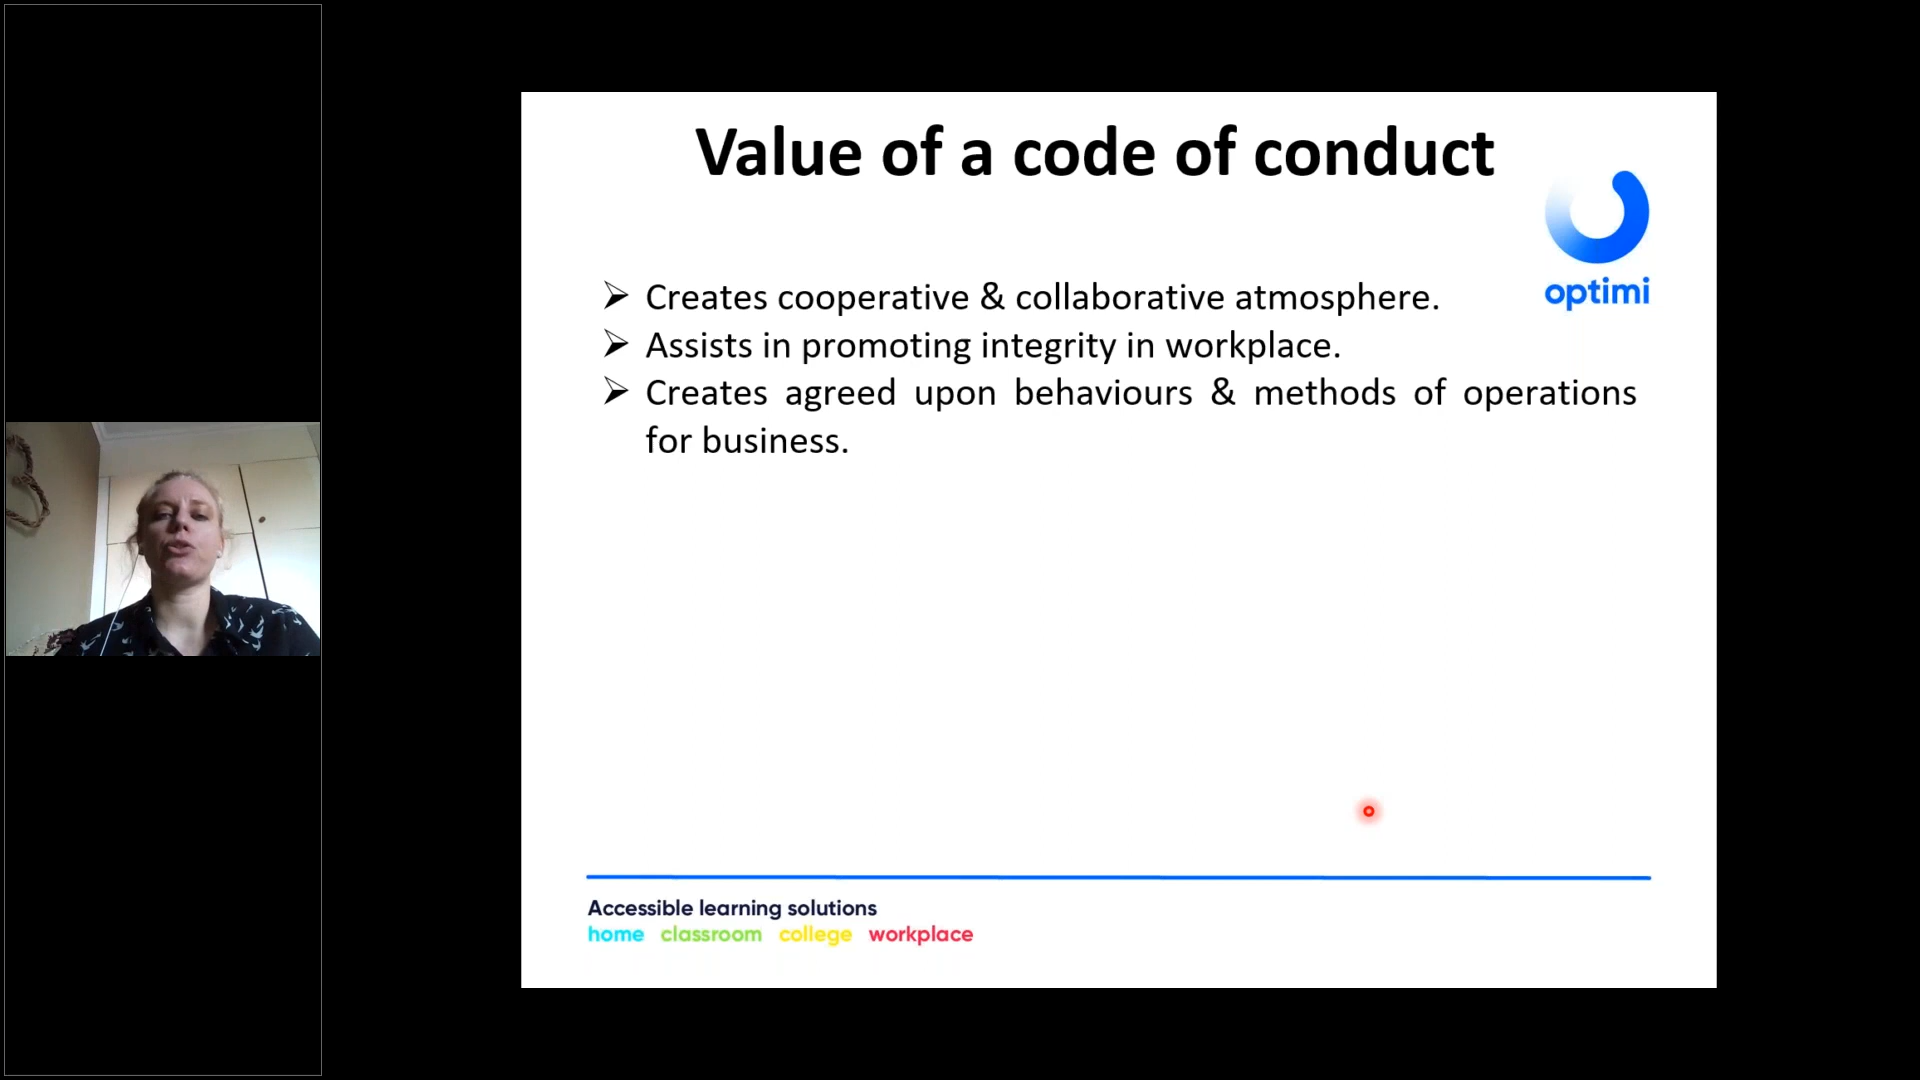 Value of a code of conduct
optimi
➢ Creates cooperative & collaborative atmosphere.
➢ Assists in promoting integrity in workplace.
➢ Creates agreed upon behaviours & methods of operations
for business.
Accessible learning solutions
home classroom college workplace